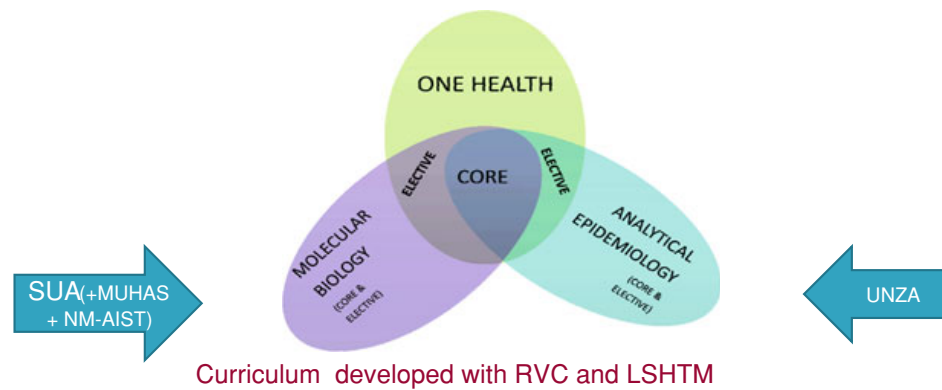 ONE HEALTH
ELECTIVE
CORE
ELECTIVE
MOLECULAR
BIOLOGY
(CORE &
ELECTIVE)
ANALYTICAL
EPIDEMIOLOGY
(CORE &
ELECTIVE)
SUA(+MUHAS
+ NM-AIST)
UNZA
Curriculum developed with RVC and LSHTM